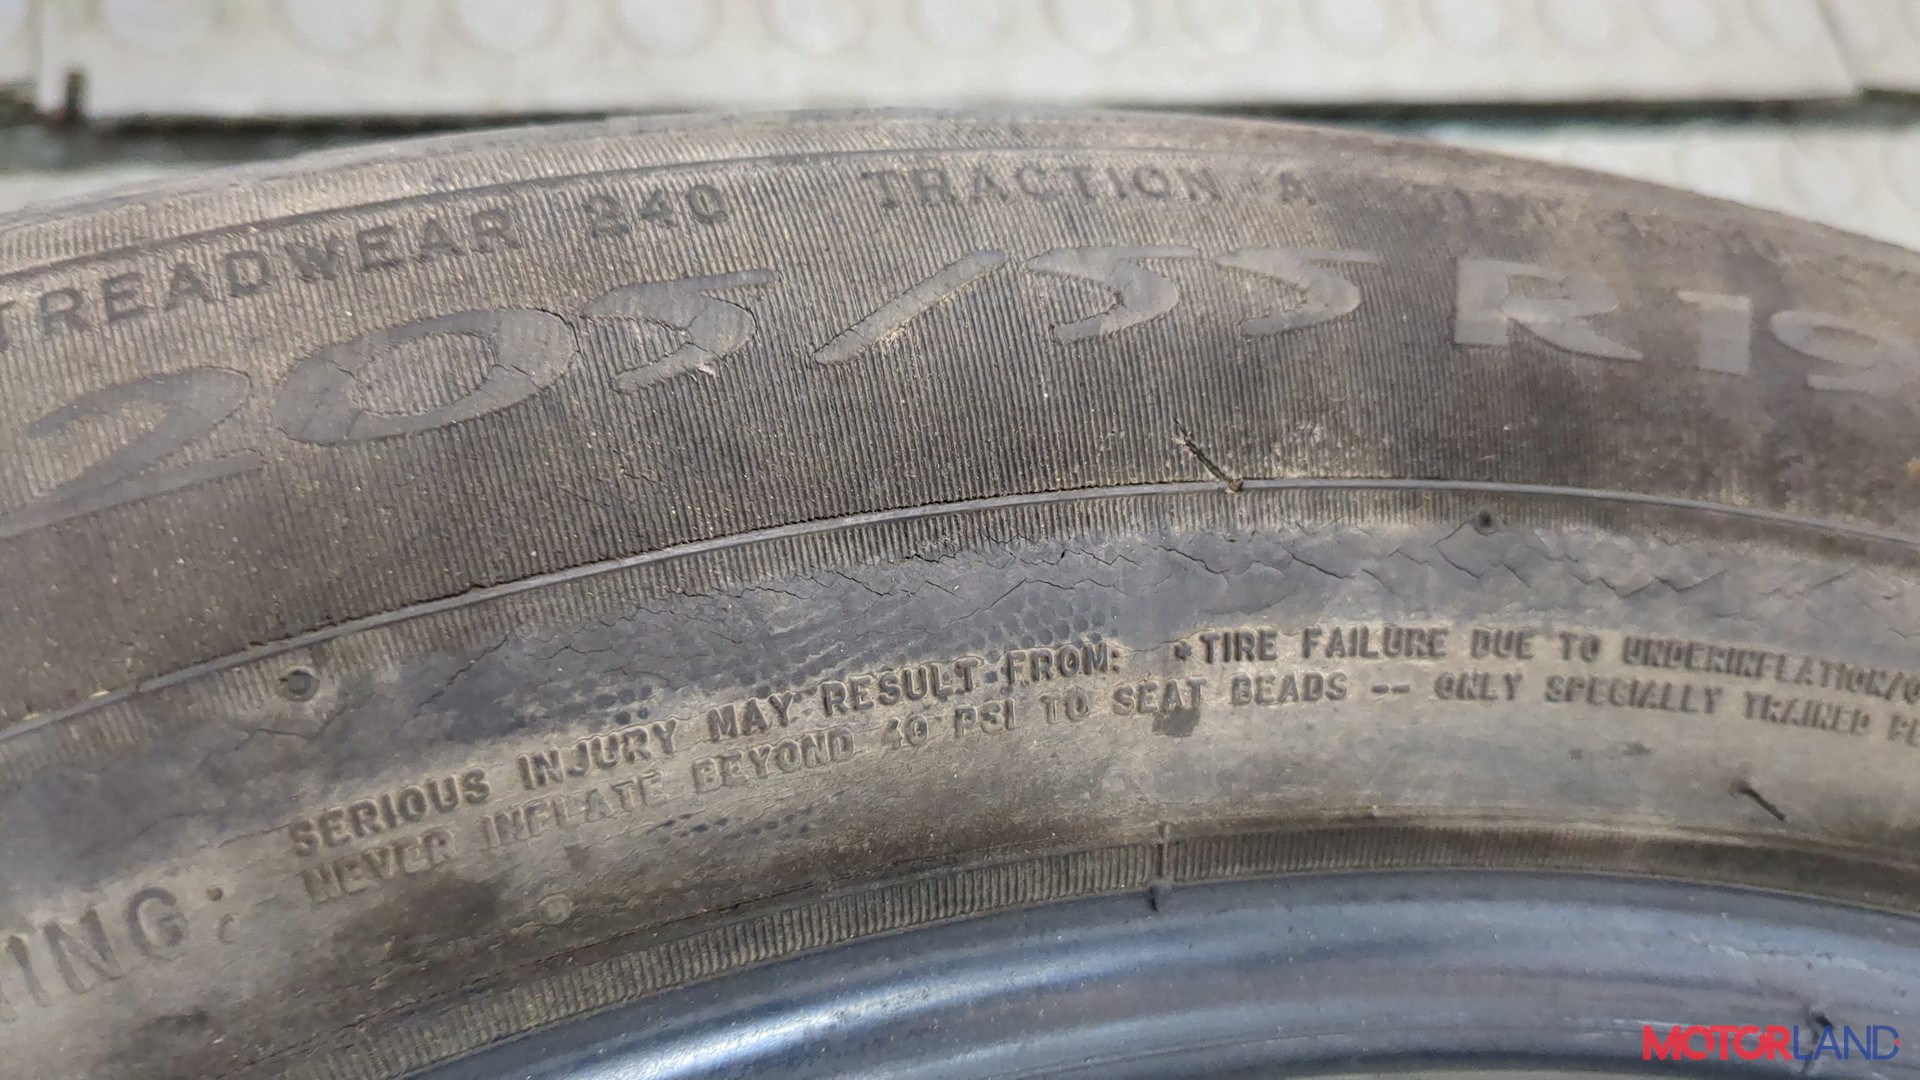 TREADWEAR 240 TRACTION A
205/55 R19
SERIOUS INJURY MAY RESULT FROM: •TIRE FAILURE DUE TO UNDERINFLATION/
NEVER INFLATE BEYOND 40 PSI TO SEAT BEADS -- ONLY SPECIALLY TRAINED
ING:
MOTORLAND